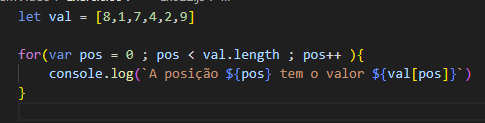 let val = [8,1,7,4,2,9]
for(var pos = 0 ; pos < val.length ; pos++ ){
console.log(`A posição ${pos} tem o valor ${val[pos]}`)
}